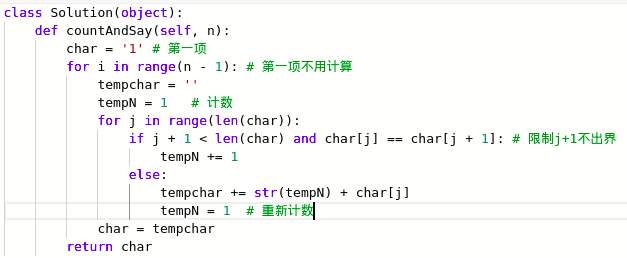 class Solution(object):
    def countAndSay(self, n):
        char = '1' # 第一项
        for i in range(n - 1): # 第一项不用计算
            tempchar = ''
            tempN = 1   # 计数
            for j in range(len(char)):
                if j + 1 < len(char) and char[j] == char[j + 1]: # 限制j+1不出界
                    tempN += 1
                else:
                    tempchar += str(tempN) + char[j]
                    tempN = 1  # 重新计数
            char = tempchar
        return char